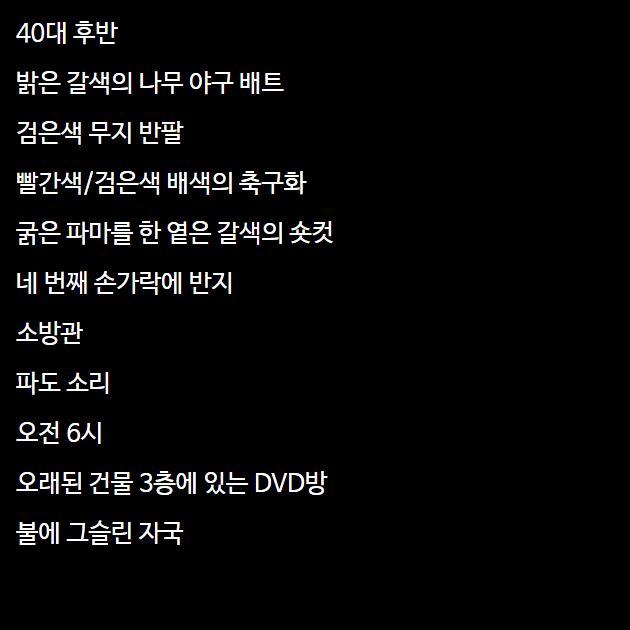 40대 후반
밝은 갈색의 나무 야구 배트
검은색 무지 반팔
빨간색/검은색 배색의 축구화
굵은 파마를 한 옅은 갈색의 숏컷
네 번째 손가락에 반지
소방관
파도 소리
오전 6시
오래된 건물 3층에 있는 DVD방
불에 그슬린 자국